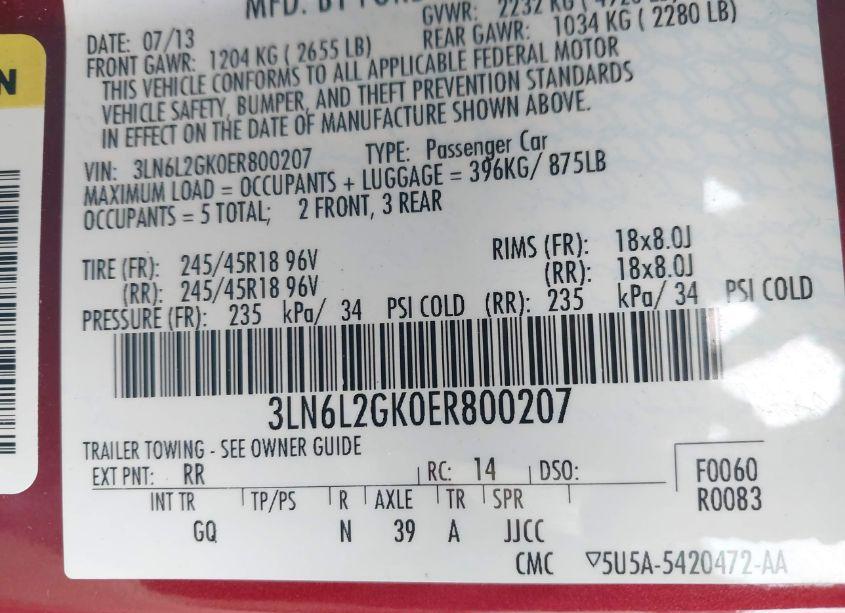 MFD. BY FORD
GVWR: 2232 KG
DATE: 07/13
REAR GAWR: 1034 KG ( 2280 LB)
FRONT GAWR: 1204 KG ( 2655 LB)
THIS VEHICLE CONFORMS TO ALL APPLICABLE FEDERAL MOTOR
VEHICLE SAFETY, BUMPER, AND THEFT PREVENTION STANDARDS
IN EFFECT ON THE DATE OF MANUFACTURE SHOWN ABOVE.
VIN: 3LN6L2GK0ER800207 TYPE: Passenger Car
MAXIMUM LOAD = OCCUPANTS + LUGGAGE = 396KG/ 875LB
OCCUPANTS = 5 TOTAL; 2 FRONT, 3 REAR
TIRE (FR): 245/45R18 96V RIMS (FR): 18x8.0J
(RR): 245/45R18 96V (RR): 18x8.0J
PRESSURE (FR): 235 kPa/ 34 PSI COLD (RR): 235 kPa/ 34 PSI COLD
3LN6L2GK0ER800207
TRAILER TOWING - SEE OWNER GUIDE
EXT PNT: RR RC: 14 DSO: F0060
INT TR TP/PS R AXLE TR SPR R0083
GQ N 39 A JJCC
CMC ▽5U5A-5420472-AA
N